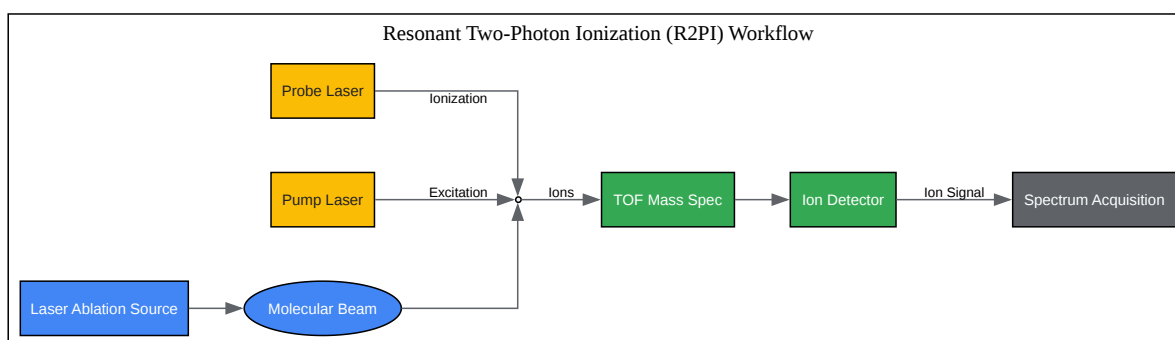 Resonant Two-Photon Ionization (R2PI) Workflow
Probe Laser
Ionization
Pump Laser
Excitation
Ions
TOF Mass Spec
Ion Detector
Ion Signal
Spectrum Acquisition
Laser Ablation Source
Molecular Beam